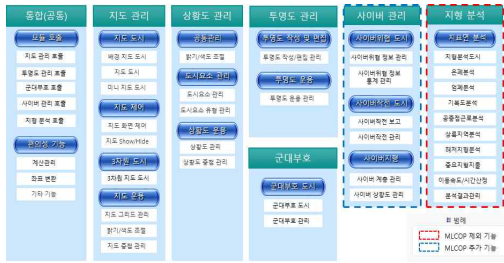 통합(공통)
모듈 호출
지도 관리 호출
투명도 관리 호출
군대부호 호출
사이버 관리 호출
지형 분석 호출
편의성 기능
계산관리
좌표 변환
기타 기능
지도 관리
지도 도시
배경 지도 도시
지도 도시
미니 지도 도시
지도 제어
지도 화면 제어
지도 Show/Hide
3차원 도시
3차원 지도 도시
지도 운용
지도 그리드 관리
밝기/색도 조절
지도 중첩 관리
상황도 관리
공통관리
밝기/색도 조절
도시요소 관리
도시요소 관리
도시요소 유형 관리
상황도 운용
상황도 관리
상황도 중첩 관리
투명도 관리
투명도 작성 및 편집
투명도 작성/편집 관리
투명도 운용
투명도 운용 관리
군대부호
군대부호 도시
군대부호 도시
군대부호 관리
사이버 관리
사이버위협 도시
사이버위협 정보 관리
사이버위협 정보
통계 관리
사이버작전 도시
사이버작전 보고
사이버작전 관리
사이버지형
사이버 계층 관리
사이버 상황도 관리
지형 분석
지표면 분석
지형분석도시
은폐분석
엄폐분석
기복도분석
공중접근로분석
상륙지역분석
해저지형분석
중요지형지물
이동속도/시간산정
분석결과관리
범례
MLCOP 제외 기능
MLCOP 추가 기능